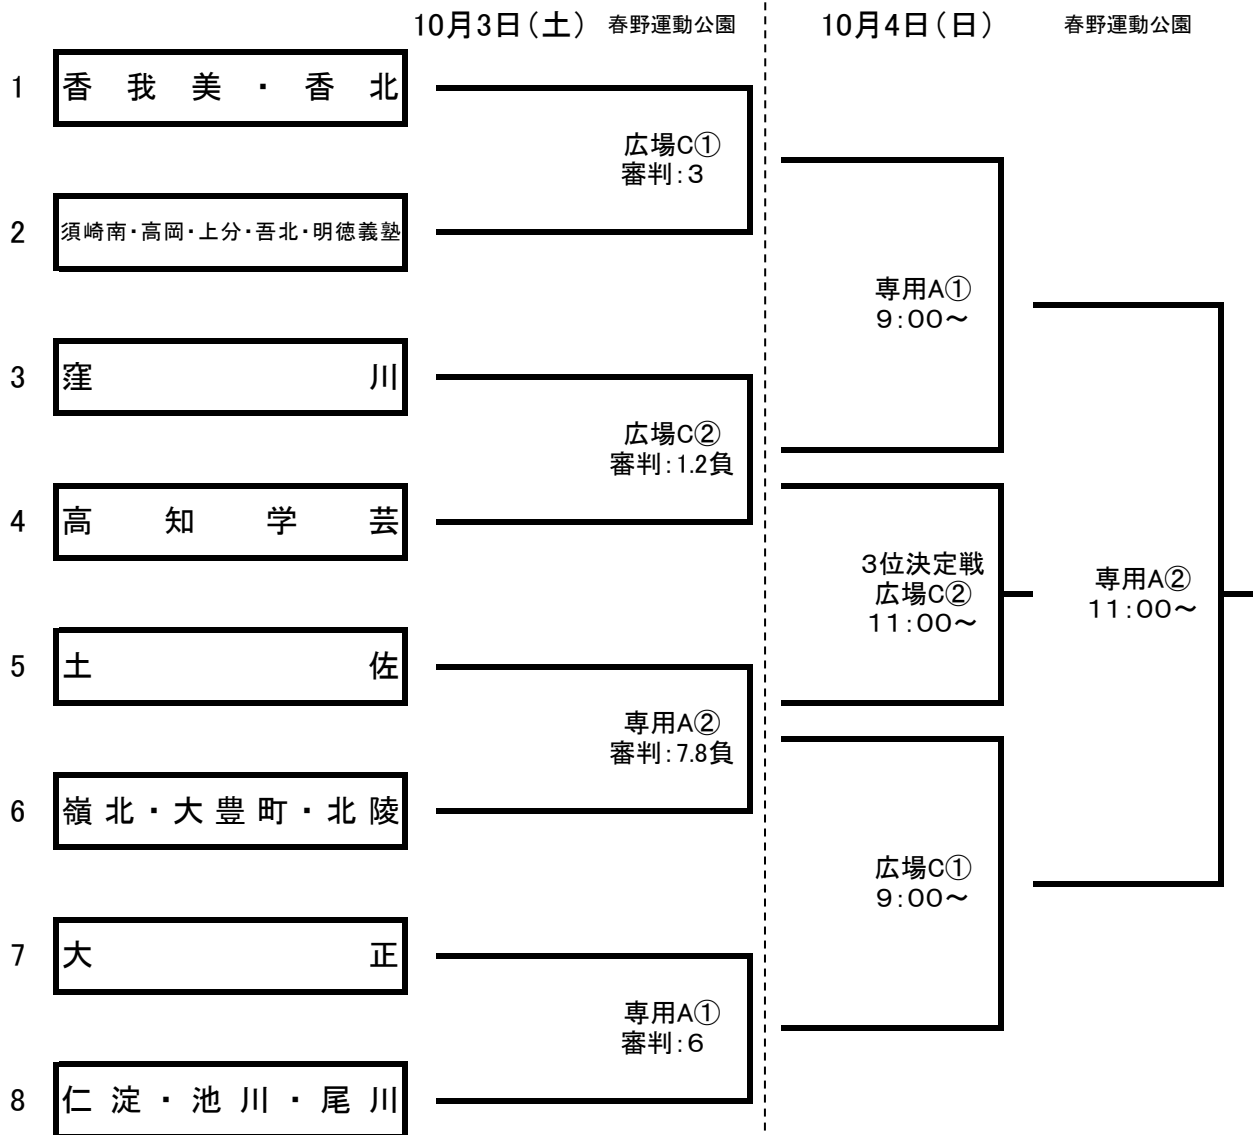 10月3日（土） 春野運動公園 10月4日（日） 春野運動公園
1 香我美・香北
広場C①
審判：3
2 須崎南・高岡・上分・吾北・明徳義塾
専用A①
9：00～
3 窪川
広場C②
審判：1.2負
4 高知学芸
3位決定戦
広場C②
11：00～
専用A②
11：00～
5 土佐
専用A②
審判：7.8負
6 嶺北・大豊町・北陵
広場C①
9：00～
7 大正
専用A①
審判：6
8 仁淀・池川・尾川